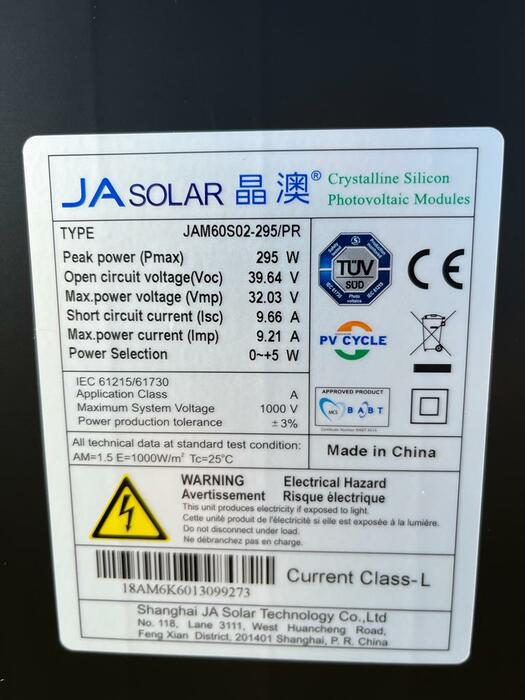 JA SOLAR 晶澳® Crystalline Silicon
Photovoltaic Modules
TYPE JAM60S02-295/PR
Peak power (Pmax) 295 W
Open circuit voltage(Voc) 39.64 V
Max.power voltage (Vmp) 32.03 V
Short circuit current (Isc) 9.66 A
Max.power current (Imp) 9.21 A
Power Selection 0~+5 W
TÜV
SÜD
CE
PV CYCLE
IEC 61215/61730
Application Class A
Maximum System Voltage 1000 V
Power production tolerance ±3%
APPROVED PRODUCT
MCS BABT
All technical data at standard test condition:
AM=1.5 E=1000W/m² Tc=25°C
Made in China
WARNING Electrical Hazard
Avertissement Risque électrique
This unit produces electricity if exposed to light.
Cette unité produit de l'électricité si elle est exposée à la lumière.
Do not disconnect under load.
Ne débranchez pas en charge.
18AM6K6013099273
Current Class-L
Shanghai JA Solar Technology Co.,Ltd
No. 118, Lane 3111, West Huancheng Road,
Feng Xian District, 201401 Shanghai, P. R. China